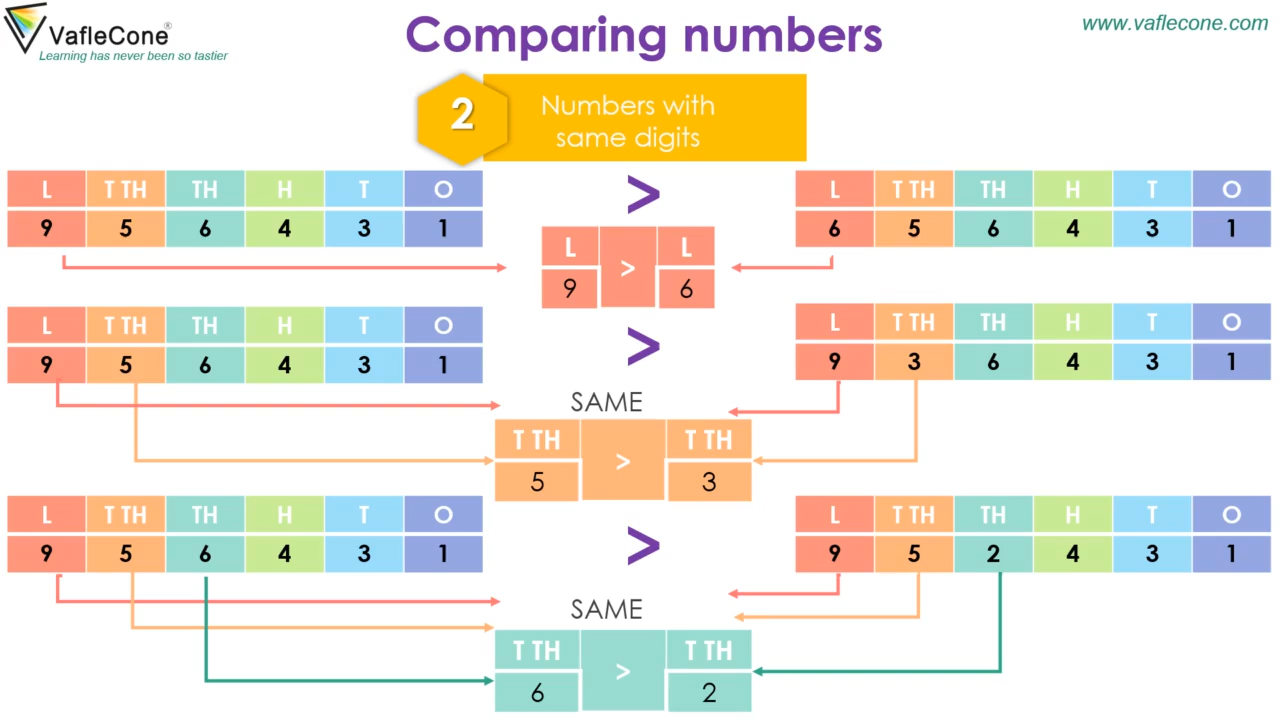 VafleCone®
Learning has never been so tastier
Comparing numbers
www.vaflecone.com
2
Numbers with
same digits
L T TH TH H T O
9 5 6 4 3 1
>
L T TH TH H T O
6 5 6 4 3 1
L > L
9 6
L T TH TH H T O
9 5 6 4 3 1
>
L T TH TH H T O
9 3 6 4 3 1
SAME
T TH > T TH
5 3
L T TH TH H T O
9 5 6 4 3 1
>
L T TH TH H T O
9 5 2 4 3 1
SAME
T TH > T TH
6 2